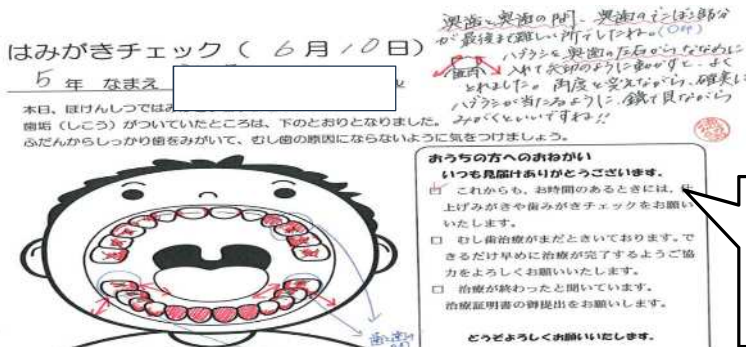 はみがきチェック ( 6月10日)
5年 なまえ
本日、ほけんしつではみ
歯垢(しこう)がついていたところは、下のとおりとなりました。
ふだんからしっかり歯をみがいて、むし歯の原因にならないように気をつけましょう。
奥歯と奥歯の間、奥歯のでこぼこ部分
が最後まで難しい所でしたね。
ハブラシを奥歯の左右からななめに
入れて矢印のように動かすと、よく
とれました。角度を変えながら、確実に
ハブラシが当たるように、鏡で見ながら
みがくといいですね!!
おうちの方へのおねがい
いつも見届けありがとうございます。
□ これからも、お時間のあるときには、仕
上げみがきや歯みがきチェックをお願い
いたします。
□ むし歯治療がまだときいております。で
きるだけ早めに治療が完了するようご協
力をよろしくお願いいたします。
□ 治療が終わったと聞いています。
治療証明書の御提出をお願いします。
どうぞよろしくお願いいたします。
歯と歯の